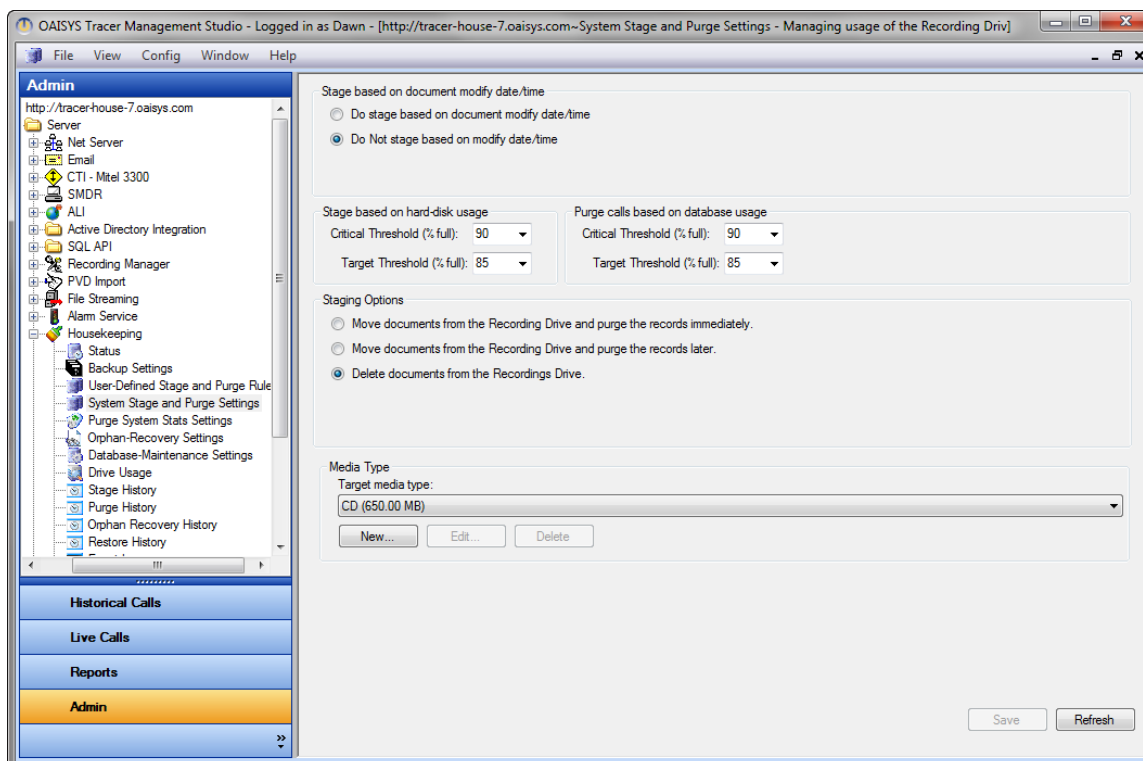 OAISYS Tracer Management Studio - Logged in as Dawn - [http://tracer-house-7.oaisys.com~System Stage and Purge Settings - Managing usage of the Recording Driv]
File View Config Window Help
Admin
http://tracer-house-7.oaisys.com
Server
Net Server
Email
CTI - Mitel 3300
SMDR
ALI
Active Directory Integration
SQL API
Recording Manager
PVD Import
File Streaming
Alarm Service
Housekeeping
Status
Backup Settings
User-Defined Stage and Purge Rule
System Stage and Purge Settings
Purge System Stats Settings
Orphan-Recovery Settings
Database-Maintenance Settings
Drive Usage
Stage History
Purge History
Orphan Recovery History
Restore History
Historical Calls
Live Calls
Reports
Admin
Stage based on document modify date/time
Do stage based on document modify date/time
Do Not stage based on modify date/time
Stage based on hard-disk usage
Critical Threshold (% full): 90
Target Threshold (% full): 85
Purge calls based on database usage
Critical Threshold (% full): 90
Target Threshold (% full): 85
Staging Options
Move documents from the Recording Drive and purge the records immediately.
Move documents from the Recording Drive and purge the records later.
Delete documents from the Recordings Drive.
Media Type
Target media type:
CD (650.00 MB)
New... Edit... Delete
Save Refresh